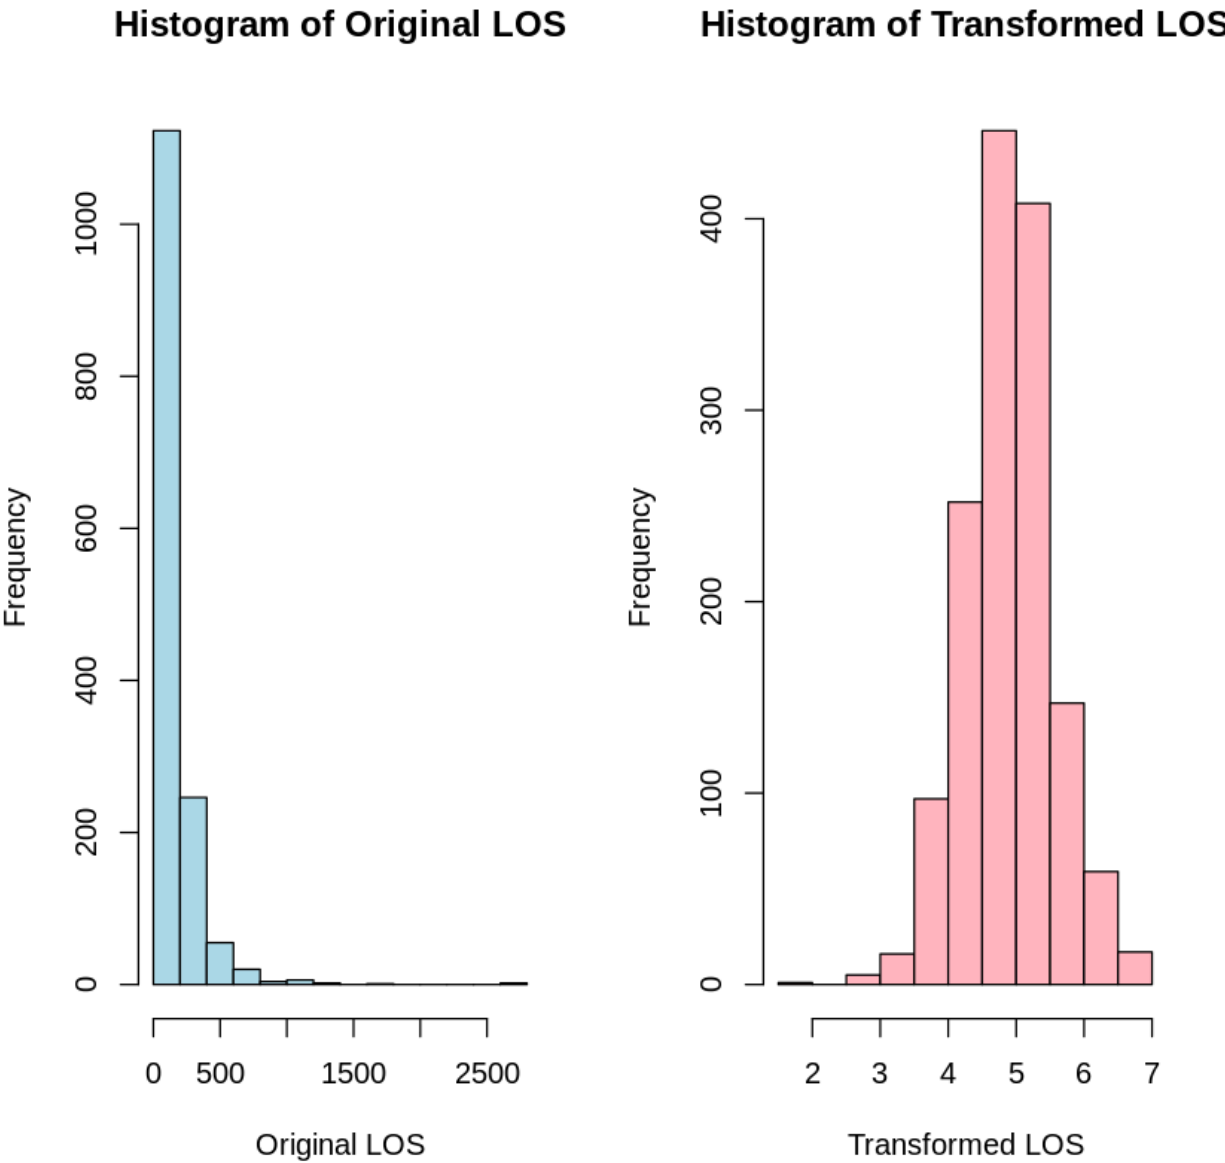 Histogram of Original LOS
Frequency
1000
800
600
400
200
0
0 500 1500 2500
Original LOS
Histogram of Transformed LOS
Frequency
400
300
200
100
0
2 3 4 5 6 7
Transformed LOS